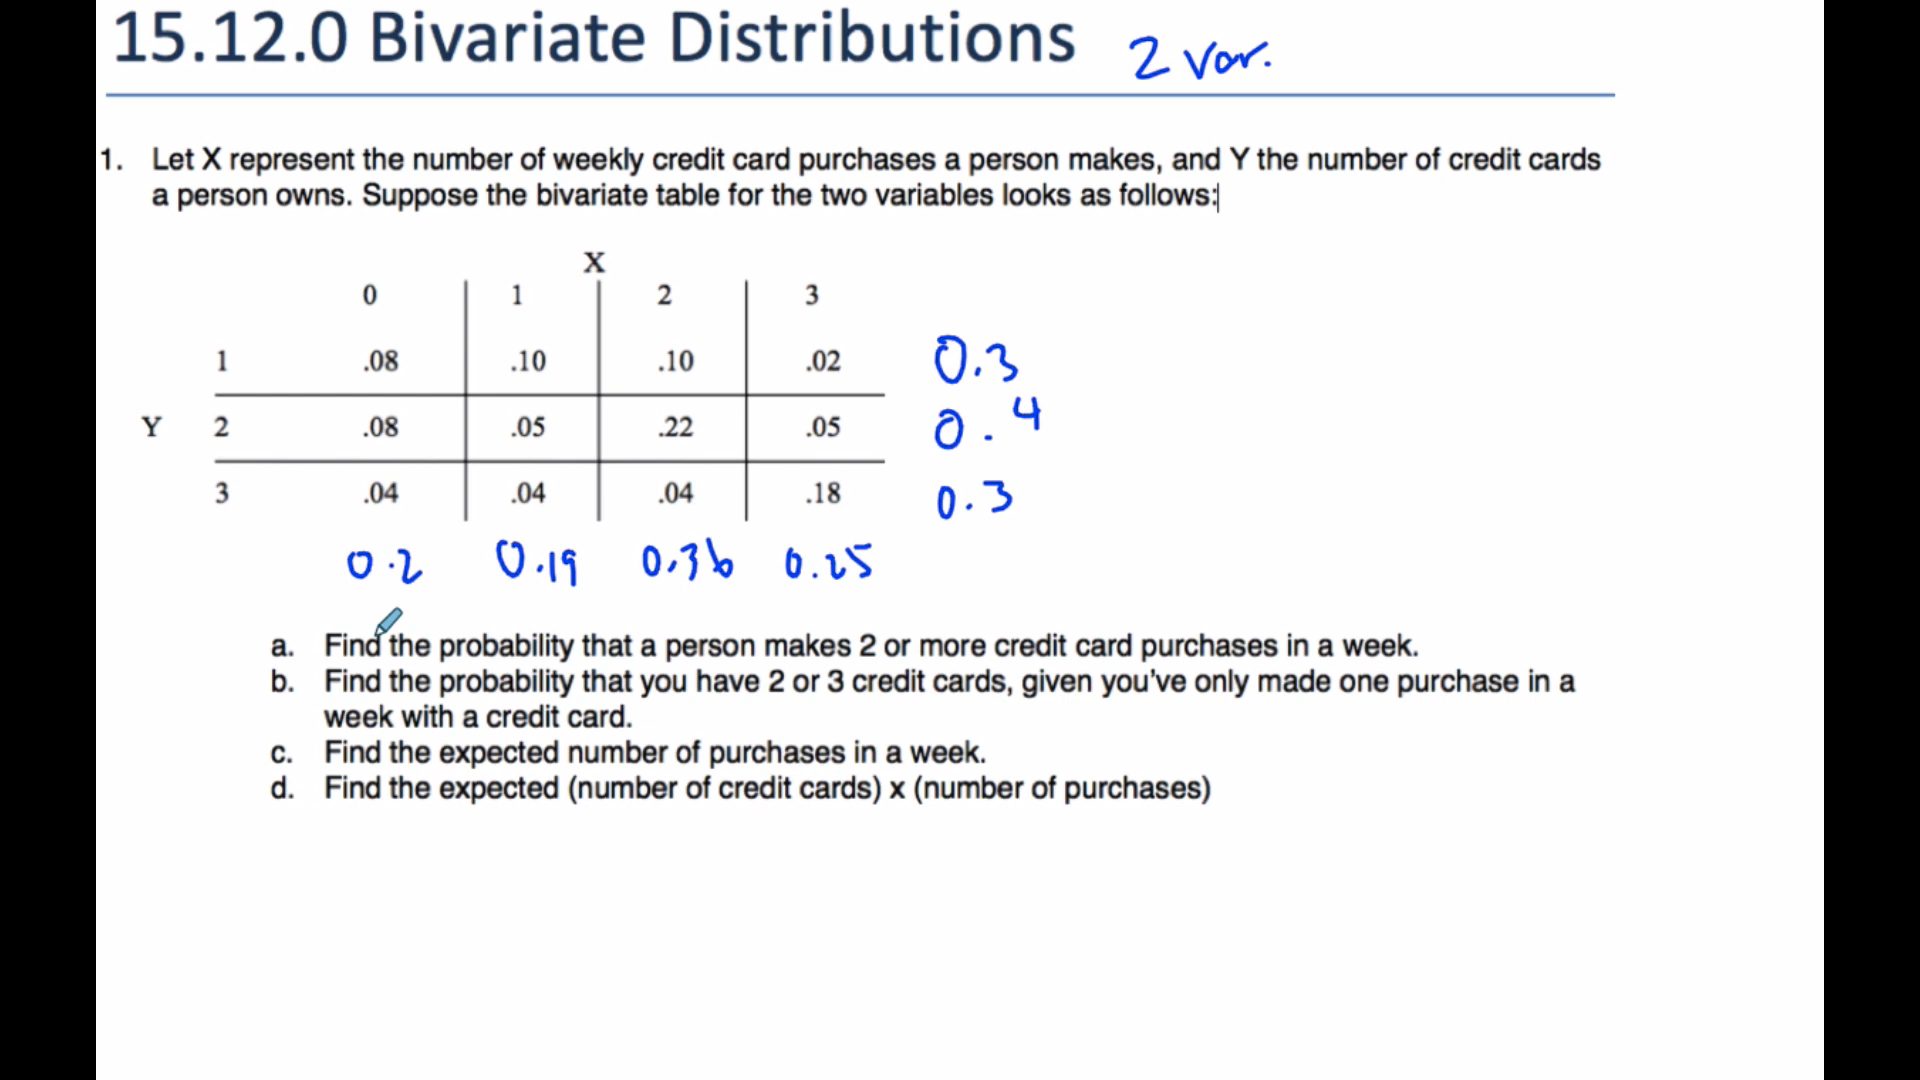 15.12.0 Bivariate Distributions 2 var.
1. Let X represent the number of weekly credit card purchases a person makes, and Y the number of credit cards
a person owns. Suppose the bivariate table for the two variables looks as follows:
X
0 1 2 3
1 .08 .10 .10 .02 0.3
Y 2 .08 .05 .22 .05 0.4
3 .04 .04 .04 .18 0.3
0.2 0.19 0.36 0.25
a. Find the probability that a person makes 2 or more credit card purchases in a week.
b. Find the probability that you have 2 or 3 credit cards, given you've only made one purchase in a
week with a credit card.
c. Find the expected number of purchases in a week.
d. Find the expected (number of credit cards) x (number of purchases)